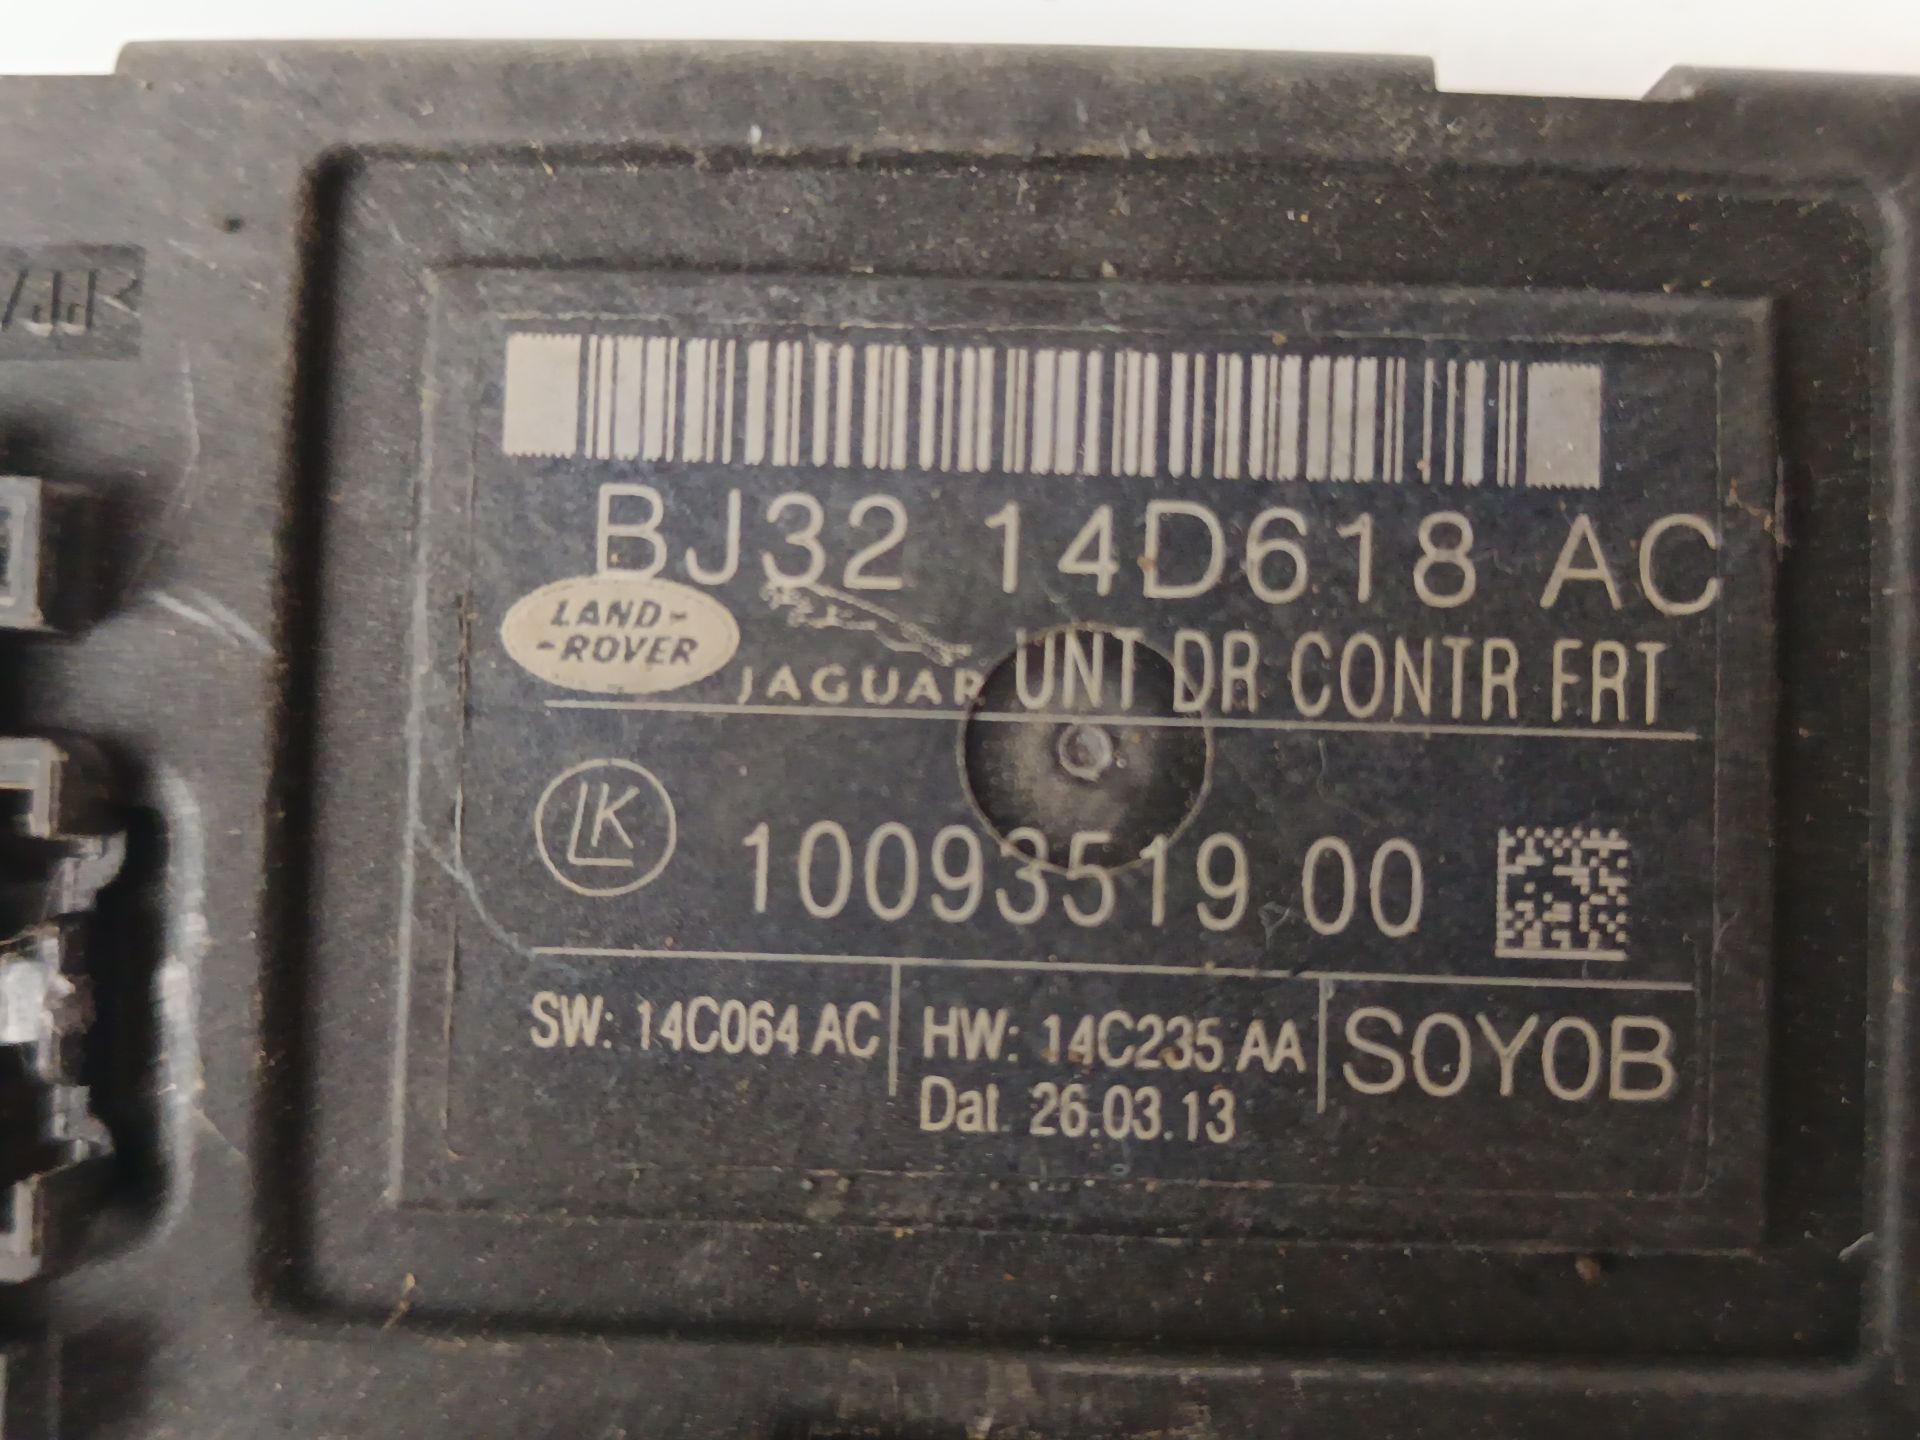 BJ32 14D618 AC
LAND-
-ROVER
JAGUAR UNT DR CONTR FRT
LK 10093519 00
SW: 14C064 AC HW: 14C235 AA SOYOB
Dat. 26.03.13